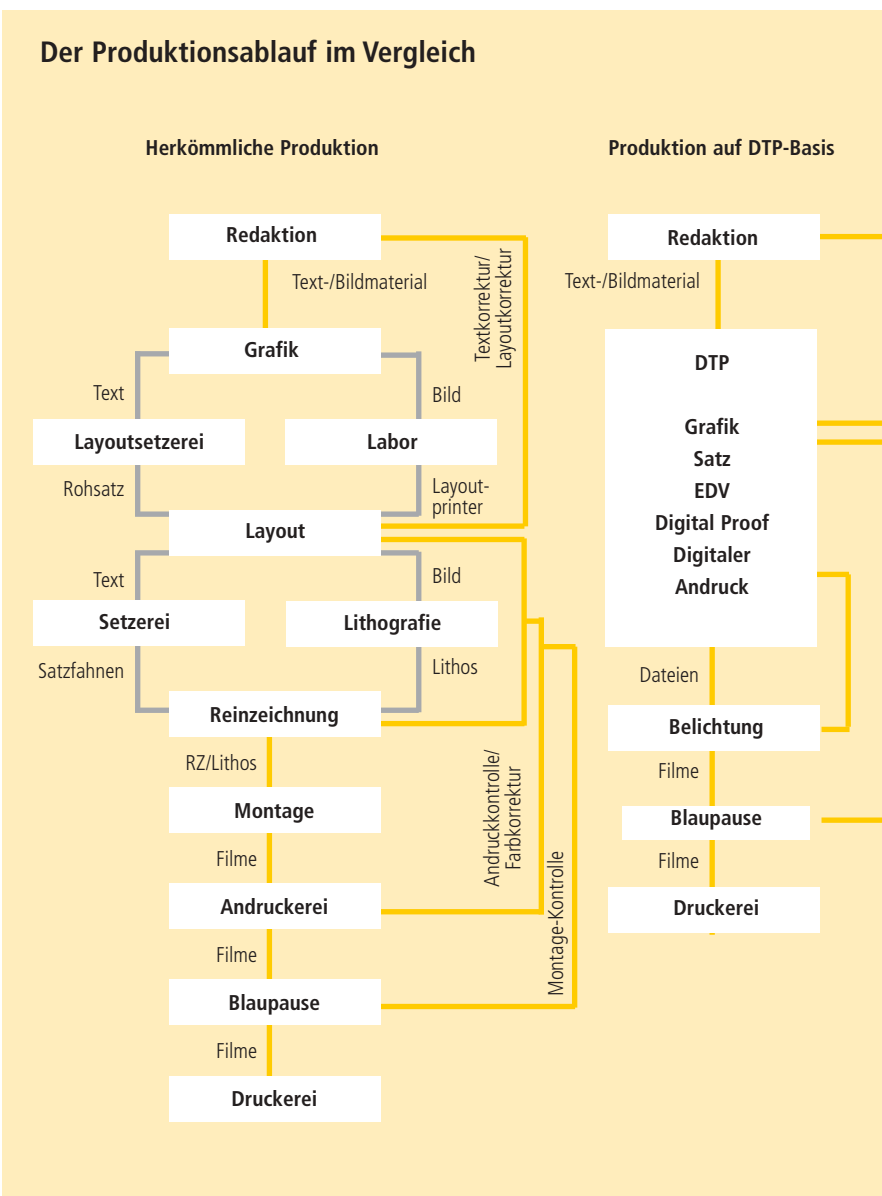 Der Produktionsablauf im Vergleich
Herkömmliche Produktion
Redaktion
Text-/Bildmaterial
Textkorrektur/
Layoutkorrektur
Grafik
Text
Bild
Layoutsetzerei
Labor
Rohsatz
Layout-
printer
Layout
Text
Bild
Setzerei
Lithografie
Satzfahnen
Lithos
Reinzeichnung
RZ/Lithos
Andruckkontrolle/
Farbkorrektur
Montage
Filme
Montage-Kontrolle
Andruckerei
Filme
Blaupause
Filme
Druckerei
Produktion auf DTP-Basis
Redaktion
Text-/Bildmaterial
DTP
Grafik
Satz
EDV
Digital Proof
Digitaler
Andruck
Dateien
Belichtung
Filme
Blaupause
Filme
Druckerei